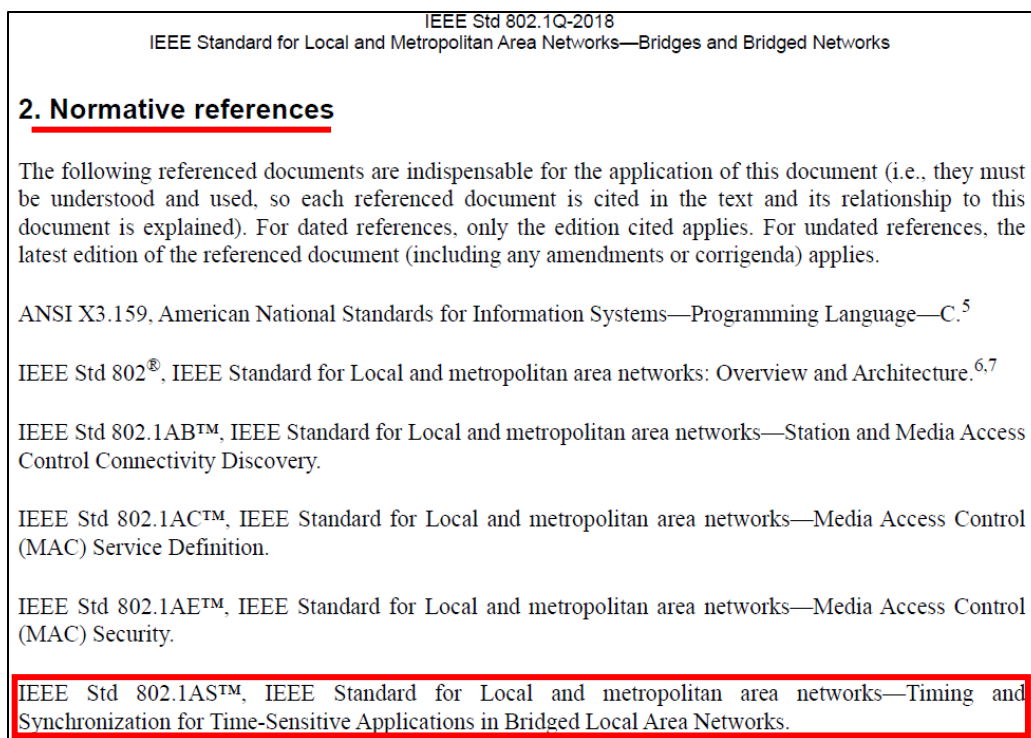 IEEE Std 802.1Q-2018
IEEE Standard for Local and Metropolitan Area Networks—Bridges and Bridged Networks
2. Normative references
The following referenced documents are indispensable for the application of this document (i.e., they must
be understood and used, so each referenced document is cited in the text and its relationship to this
document is explained). For dated references, only the edition cited applies. For undated references, the
latest edition of the referenced document (including any amendments or corrigenda) applies.
ANSI X3.159, American National Standards for Information Systems—Programming Language—C.5
IEEE Std 802®, IEEE Standard for Local and metropolitan area networks: Overview and Architecture.6,7
IEEE Std 802.1AB™, IEEE Standard for Local and metropolitan area networks—Station and Media Access
Control Connectivity Discovery.
IEEE Std 802.1AC™, IEEE Standard for Local and metropolitan area networks—Media Access Control
(MAC) Service Definition.
IEEE Std 802.1AE™, IEEE Standard for Local and metropolitan area networks—Media Access Control
(MAC) Security.
IEEE Std 802.1AS™, IEEE Standard for Local and metropolitan area networks—Timing and
Synchronization for Time-Sensitive Applications in Bridged Local Area Networks.